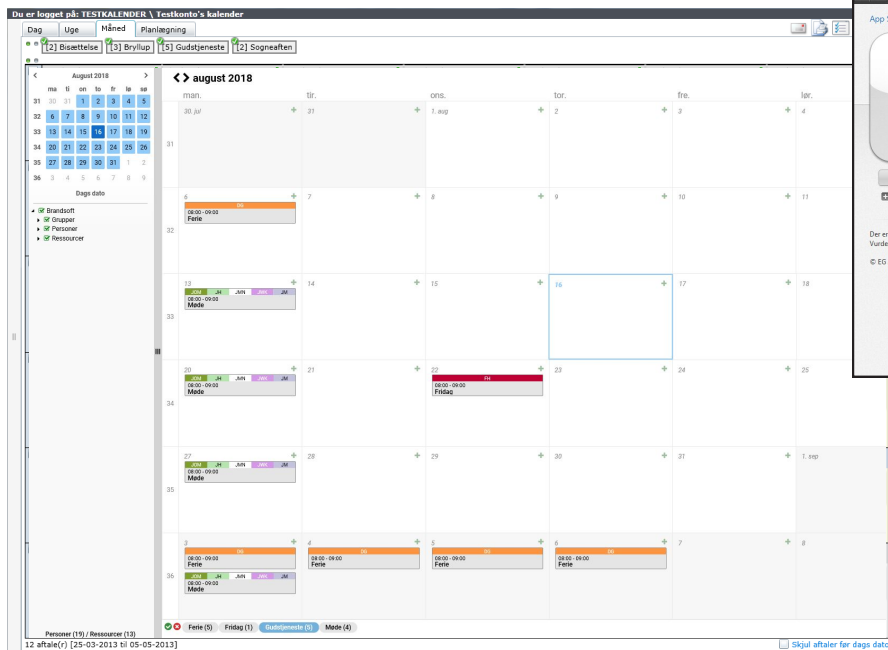 Du er logget på: TESTKALENDER \ Testkonto's kalender
Dag Uge Måned Planlægning
[2] Bisættelse [3] Bryllup [5] Gudstjeneste [2] Sogneaften
August 2018
ma ti on to fr lø sø
31 30 31 1 2 3 4 5
32 6 7 8 9 10 11 12
33 13 14 15 16 17 18 19
34 20 21 22 23 24 25 26
35 27 28 29 30 31 1 2
36 3 4 5 6 7 8 9
Dags dato
Brandsoft
Grupper
Personer
Ressourcer
Personer (19) / Ressourcer (13)
august 2018
man. tir. ons. tor. fre. lør.
30. jul 31 1. aug 2 3 4
31
6 7 8 9 10 11
DG
08:00 - 09:00
Ferie
32
13 14 15 16 17 18
JDM JH JMN JWK JM
08:00 - 09:00
Møde
33
20 21 22 23 24 25
JDM JH JMN JWK JM FH
08:00 - 09:00 08:00 - 09:00
Møde Fridag
34
27 28 29 30 31 1. sep
JDM JH JMN JWK JM
08:00 - 09:00
Møde
35
3 4 5 6 7 8
DG DG DG DG
08:00 - 09:00 08:00 - 09:00 08:00 - 09:00 08:00 - 09:00
Ferie Ferie Ferie Ferie
36
JDM JH JMN JWK JM
08:00 - 09:00
Møde
Ferie (5) Fridag (1) Gudstjeneste (5) Møde (4)
12 aftale(r) [25-03-2013 til 05-05-2013]
Skjul aftaler før dags dato
App
Der er
Vurde
© EG